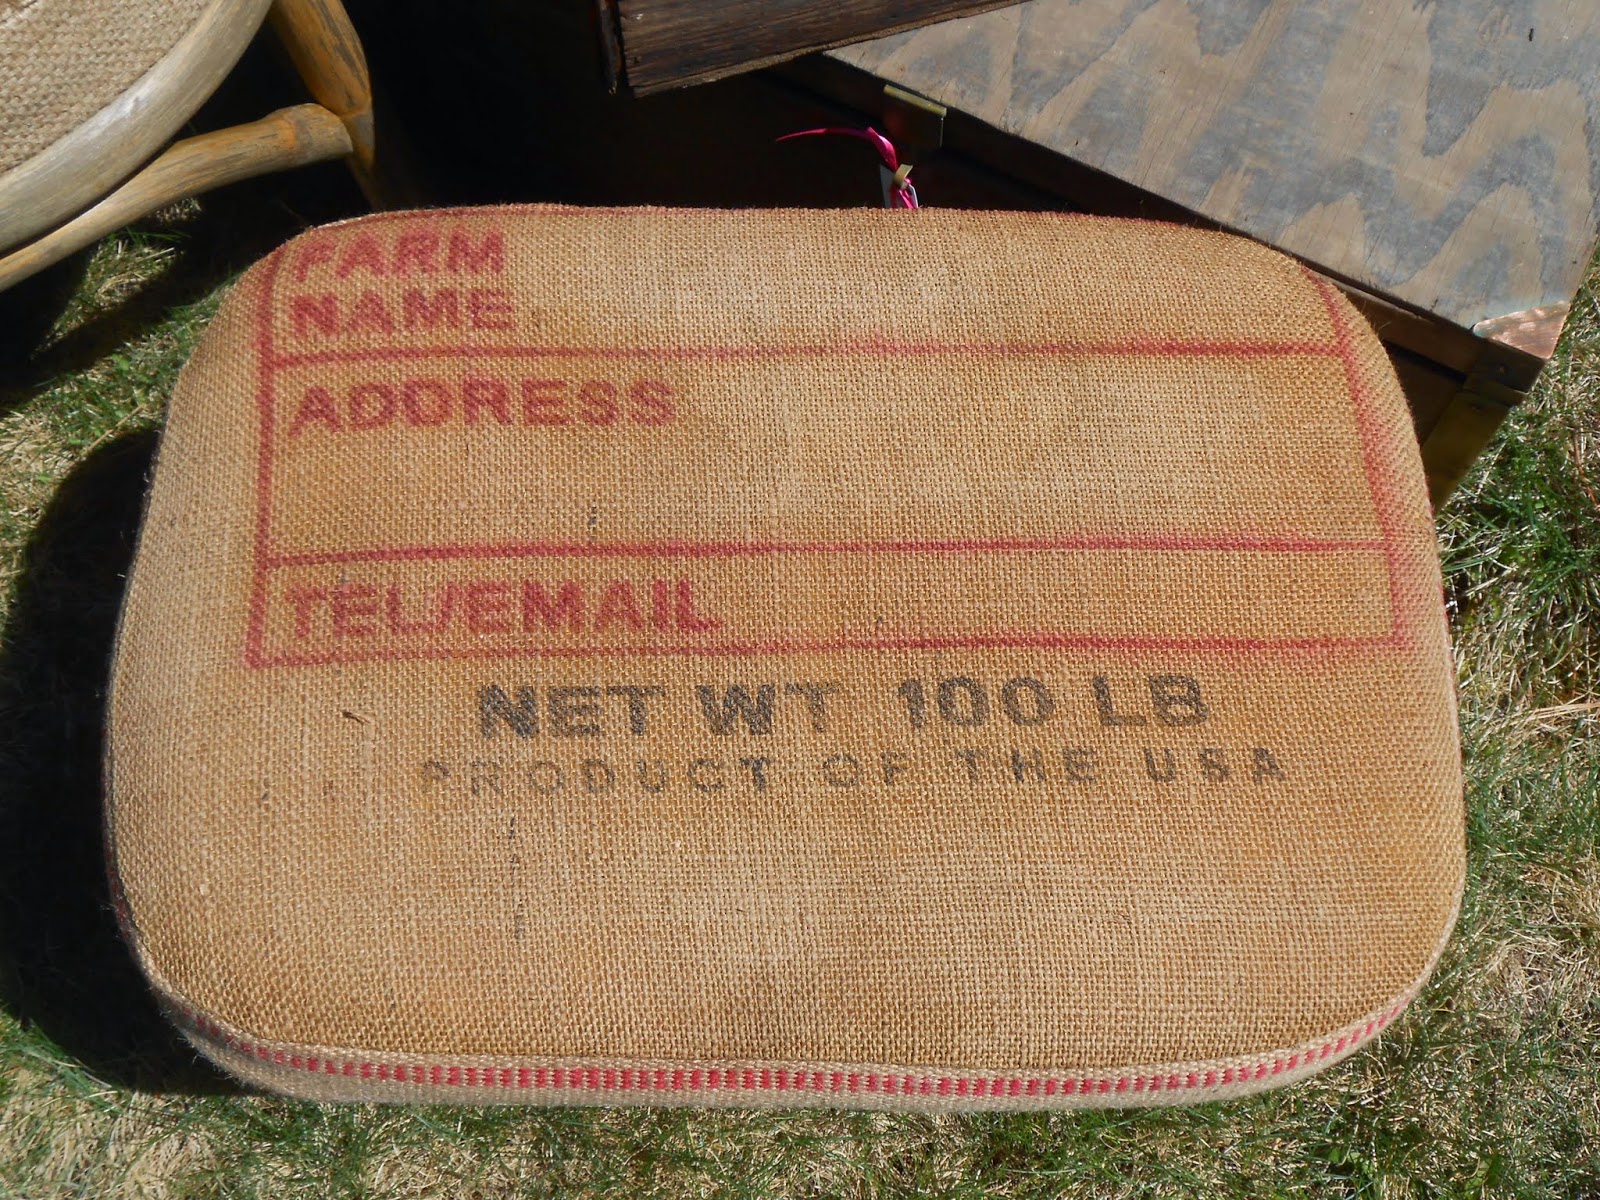 FARM
NAME
ADDRESS
TEL/EMAIL
NET WT 100 LB
PRODUCT OF THE USA